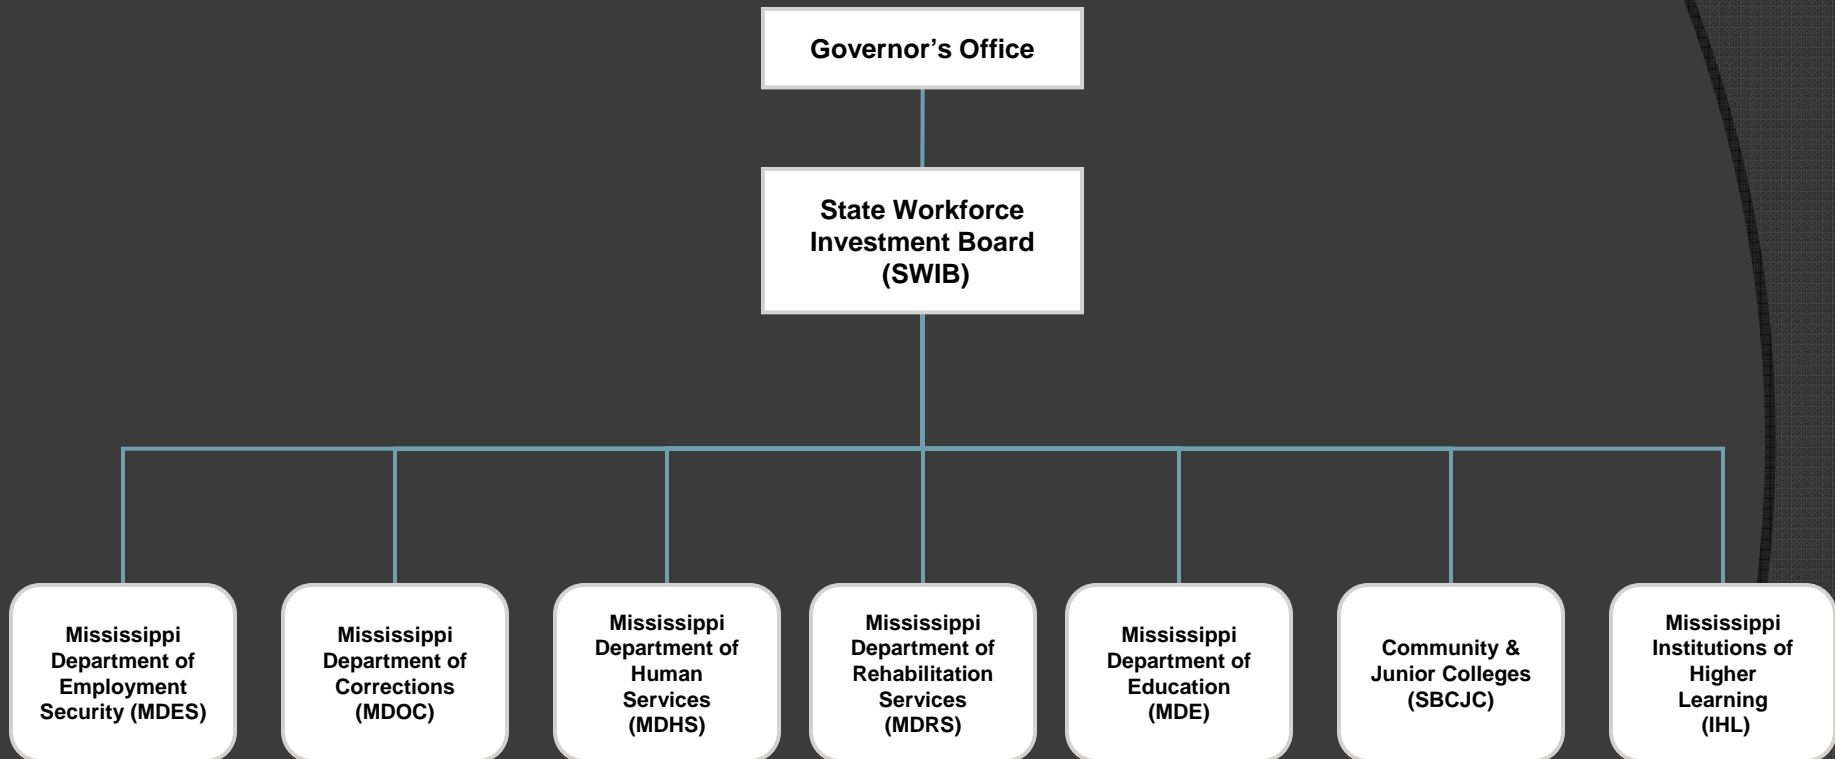 Governor’s Office
State Workforce
Investment Board
(SWIB)
Mississippi
Department of
Employment
Security (MDES)
Mississippi
Department of
Corrections
(MDOC)
Mississippi
Department of
Human
Services
(MDHS)
Mississippi
Department of
Rehabilitation
Services
(MDRS)
Mississippi
Department of
Education
(MDE)
Community &
Junior Colleges
(SBCJC)
Mississippi
Institutions of
Higher
Learning
(IHL)